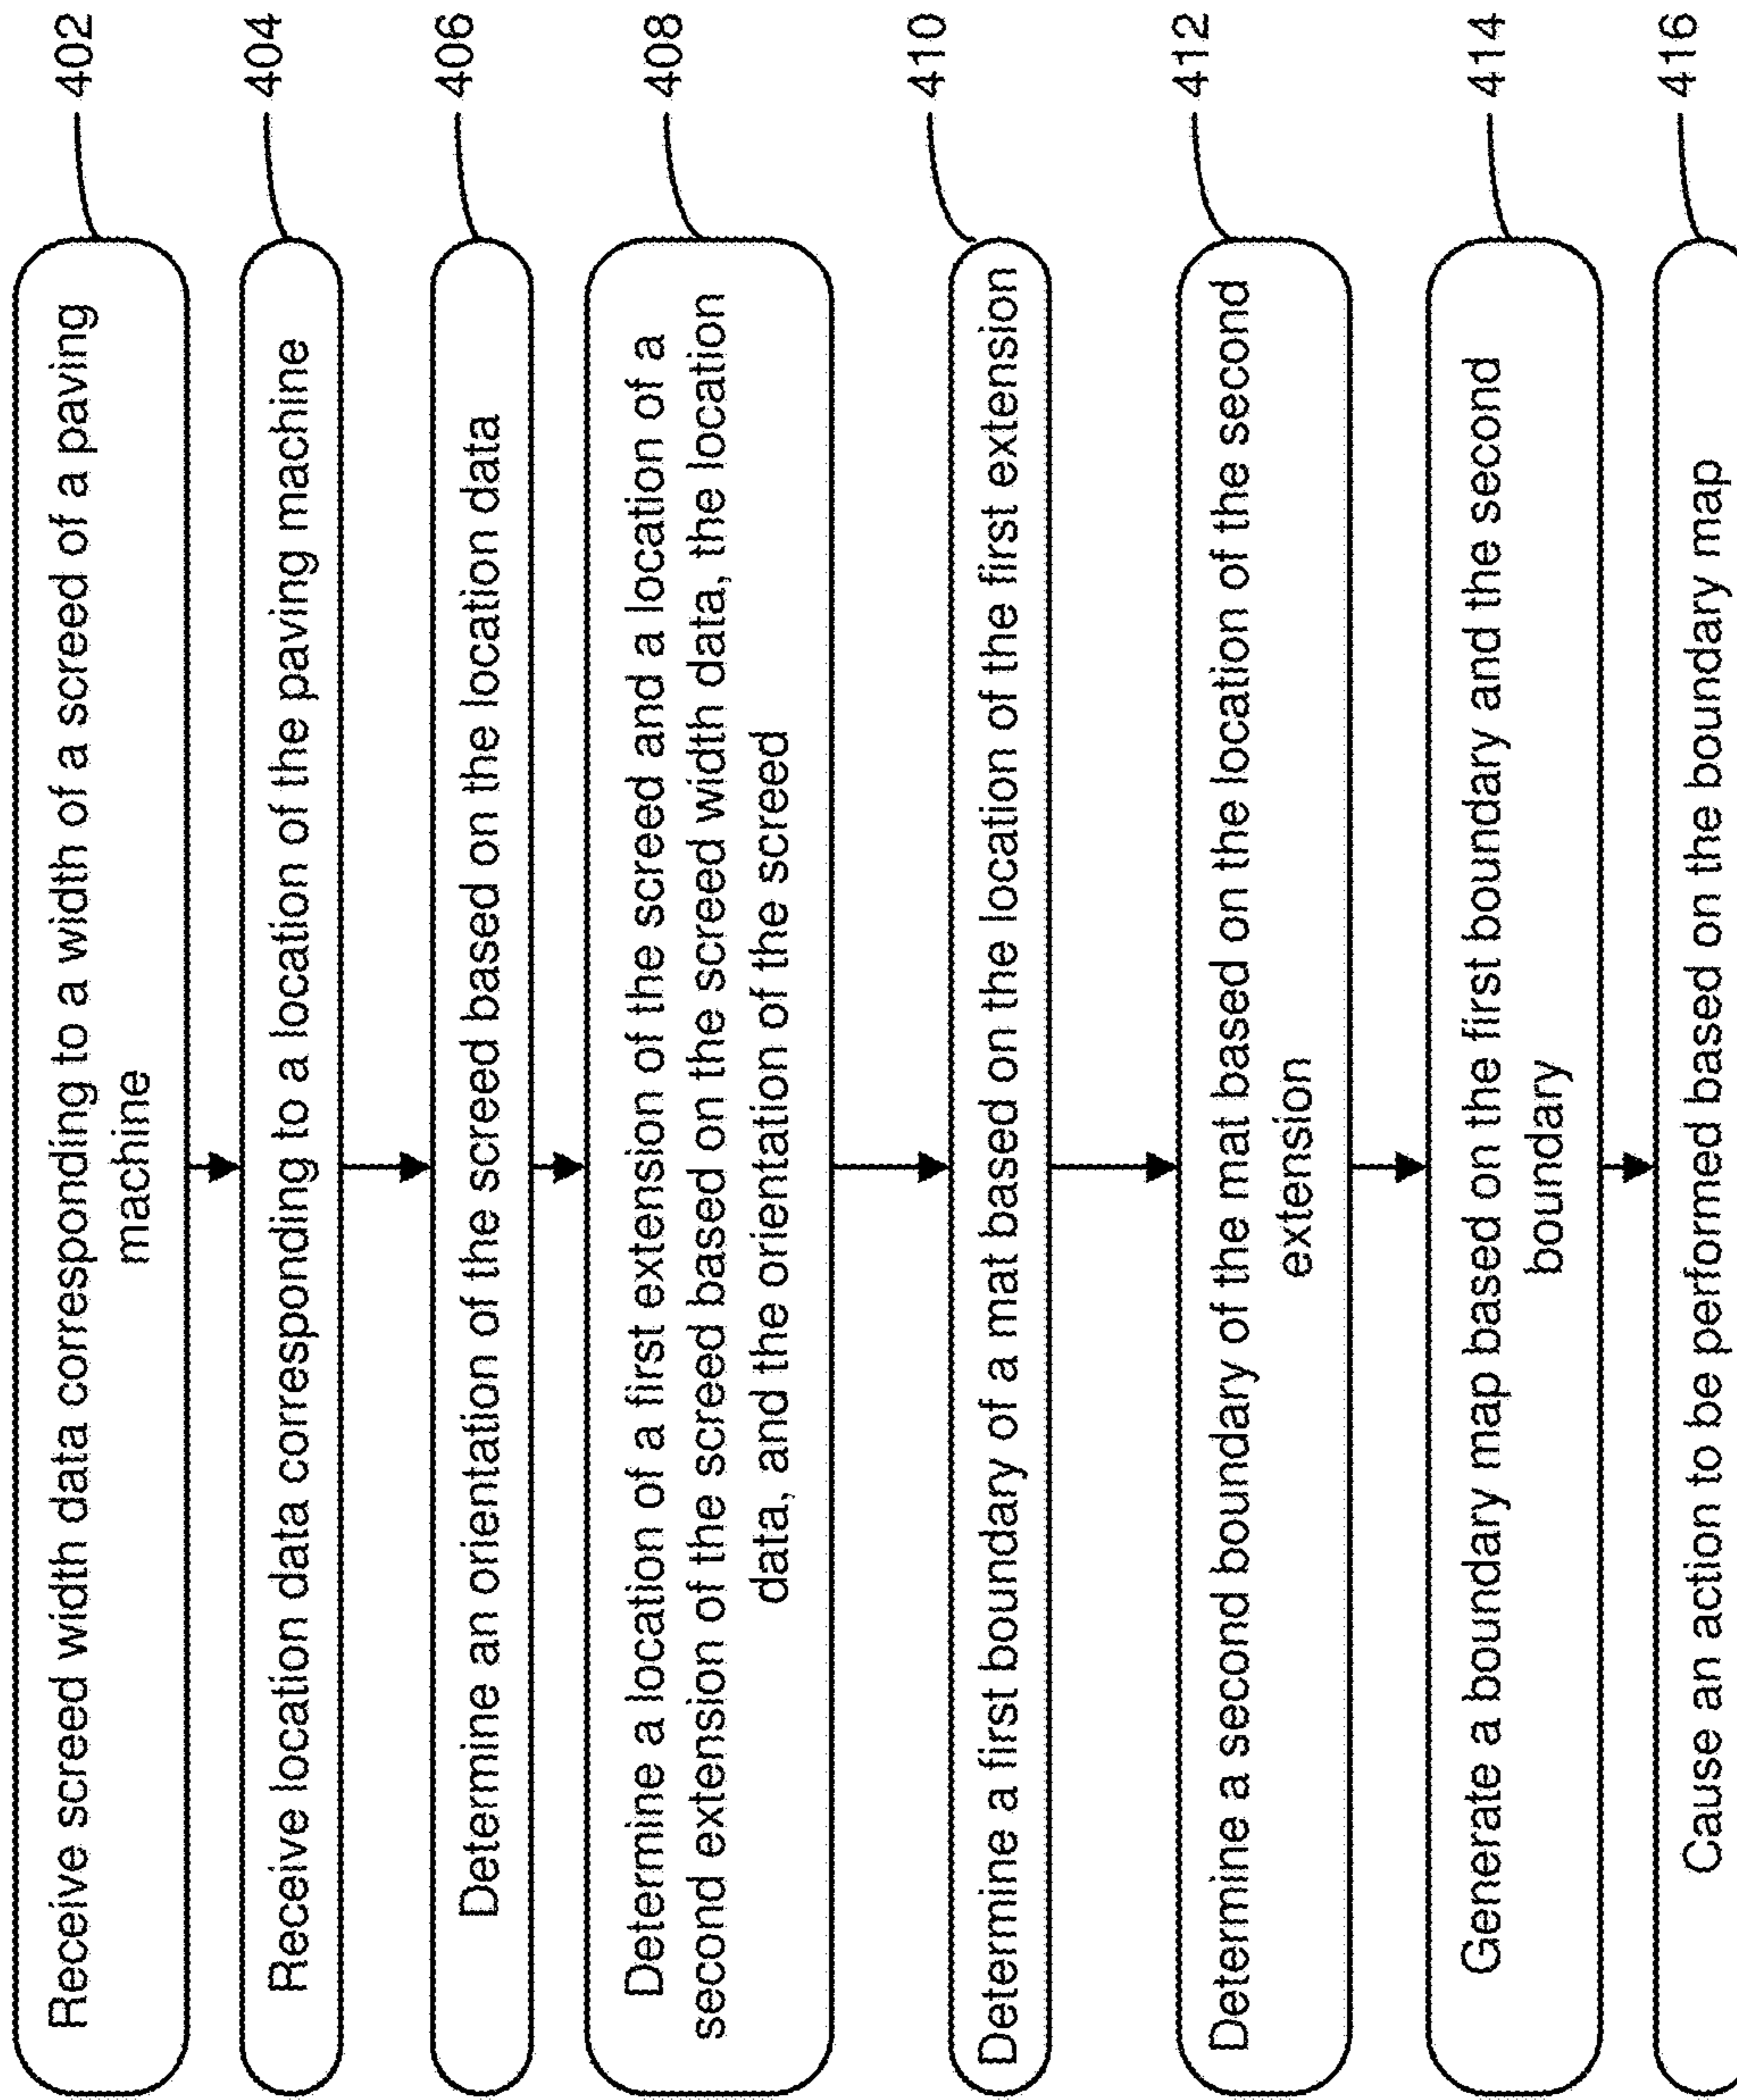 Receive screed width data corresponding to a width of a screed of a paving
machine
402
Receive location data corresponding to a location of the paving machine
404
Determine an orientation of the screed based on the location data
406
Determine a location of a first extension of the screed and a location of a
second extension of the screed based on the screed width data, the location
data, and the orientation of the screed
408
Determine a first boundary of a mat based on the location of the first extension
410
Determine a second boundary of the mat based on the location of the second
extension
412
Generate a boundary map based on the first boundary and the second
boundary
414
Cause an action to be performed based on the boundary map
416